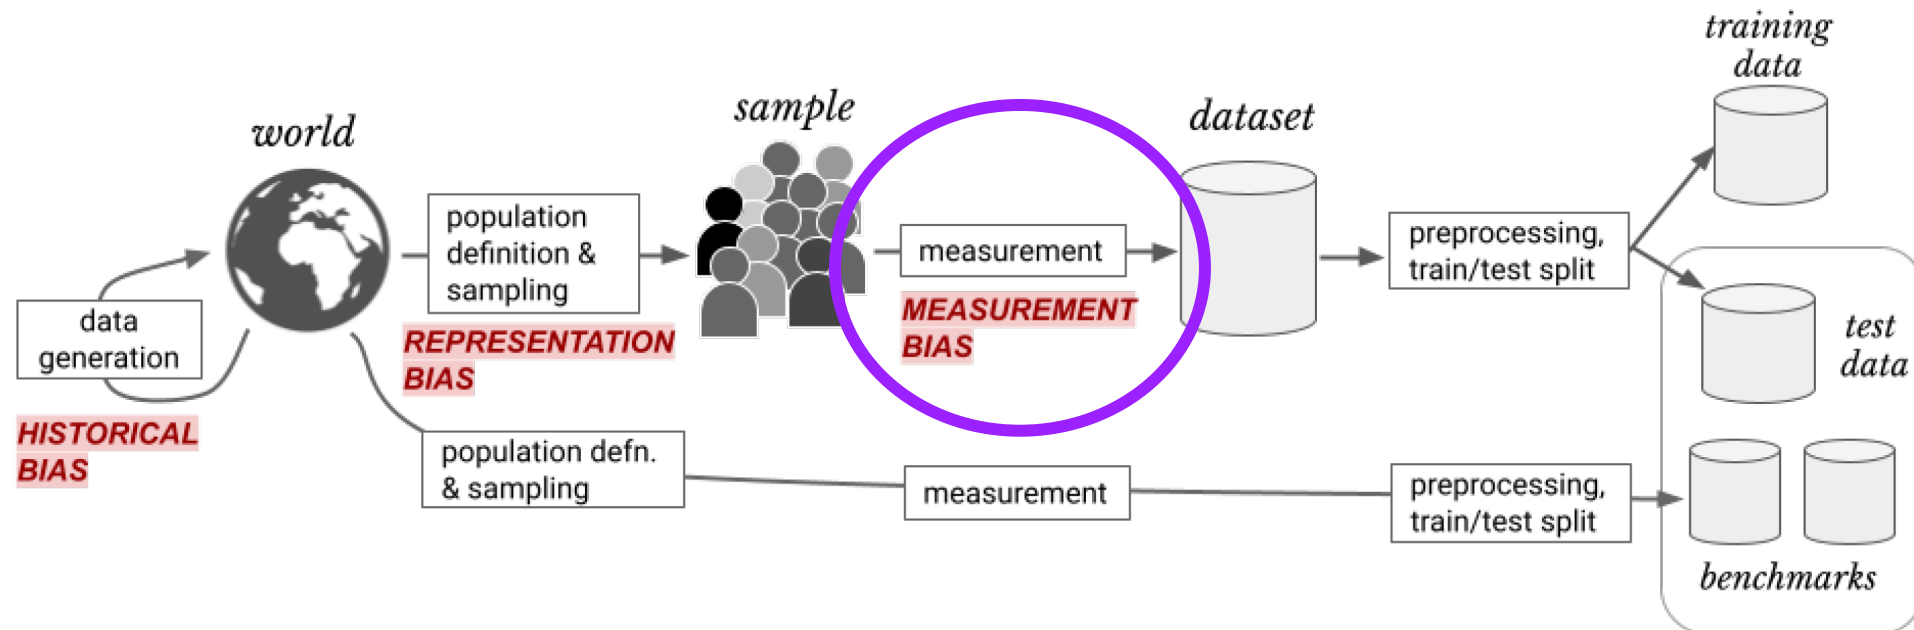 training
data
world
sample
dataset
population
definition &
sampling
measurement
preprocessing,
train/test split
data
generation
REPRESENTATION
BIAS
MEASUREMENT
BIAS
test
data
HISTORICAL
BIAS
population defn.
& sampling
measurement
preprocessing,
train/test split
benchmarks